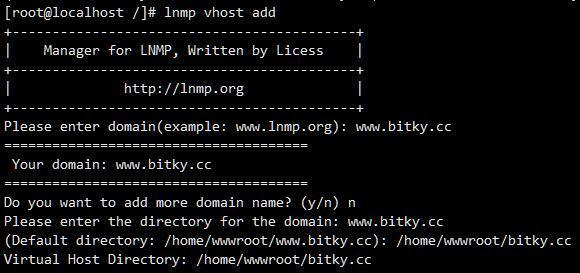 [root@localhost /]# lnmp vhost add
+-------------------------------------------+
|    Manager for LNMP, Written by Licess    |
+-------------------------------------------+
|              http://lnmp.org              |
+-------------------------------------------+
Please enter domain(example: www.lnmp.org): www.bitky.cc
======================================
 Your domain: www.bitky.cc
======================================
Do you want to add more domain name? (y/n) n
Please enter the directory for the domain: www.bitky.cc
(Default directory: /home/wwwroot/www.bitky.cc): /home/wwwroot/bitky.cc
Virtual Host Directory: /home/wwwroot/bitky.cc